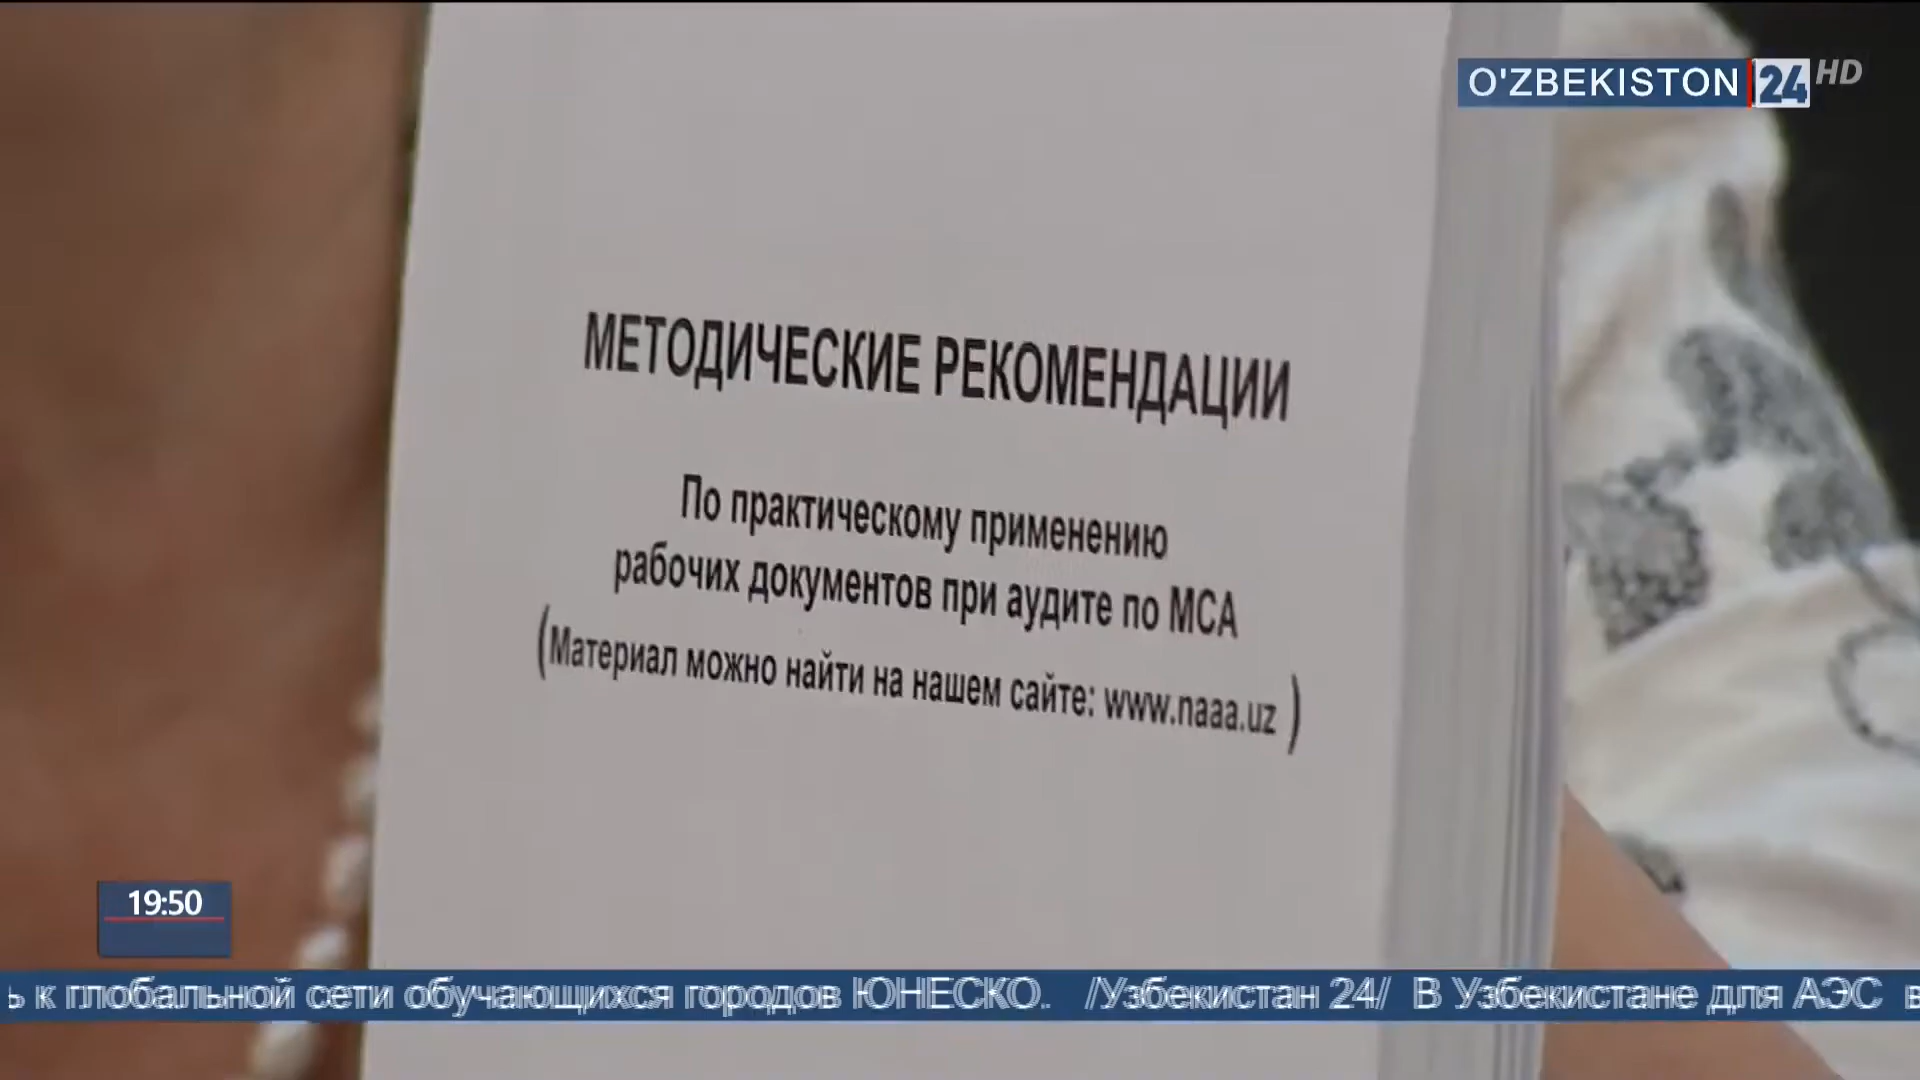 O'ZBEKISTON 24 HD
МЕТОДИЧЕСКИЕ РЕКОМЕНДАЦИИ
По практическому применению
рабочих документов при аудите по МСА
(Материал можно найти на нашем сайте: www.naaa.uz )
19:50
к глобальной сети обучающихся городов ЮНЕСКО. /Узбекистан 24/ В Узбекистане для АЭС